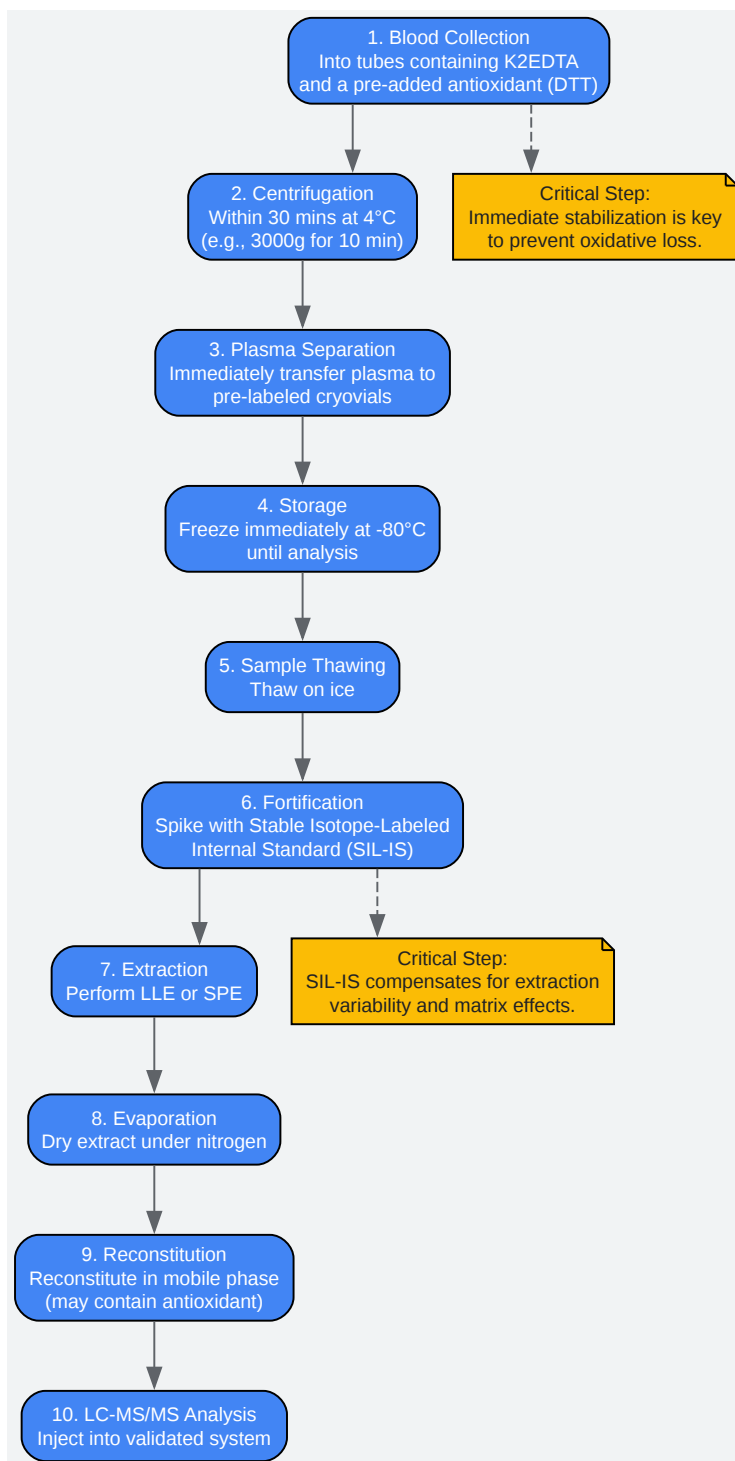 1. Blood Collection
Into tubes containing K2EDTA
and a pre-added antioxidant (DTT)
2. Centrifugation
Within 30 mins at 4°C
(e.g., 3000g for 10 min)
Critical Step:
Immediate stabilization is key
to prevent oxidative loss.
3. Plasma Separation
Immediately transfer plasma to
pre-labeled cryovials
4. Storage
Freeze immediately at -80°C
until analysis
5. Sample Thawing
Thaw on ice
6. Fortification
Spike with Stable Isotope-Labeled
Internal Standard (SIL-IS)
7. Extraction
Perform LLE or SPE
Critical Step:
SIL-IS compensates for extraction
variability and matrix effects.
8. Evaporation
Dry extract under nitrogen
9. Reconstitution
Reconstitute in mobile phase
(may contain antioxidant)
10. LC-MS/MS Analysis
Inject into validated system